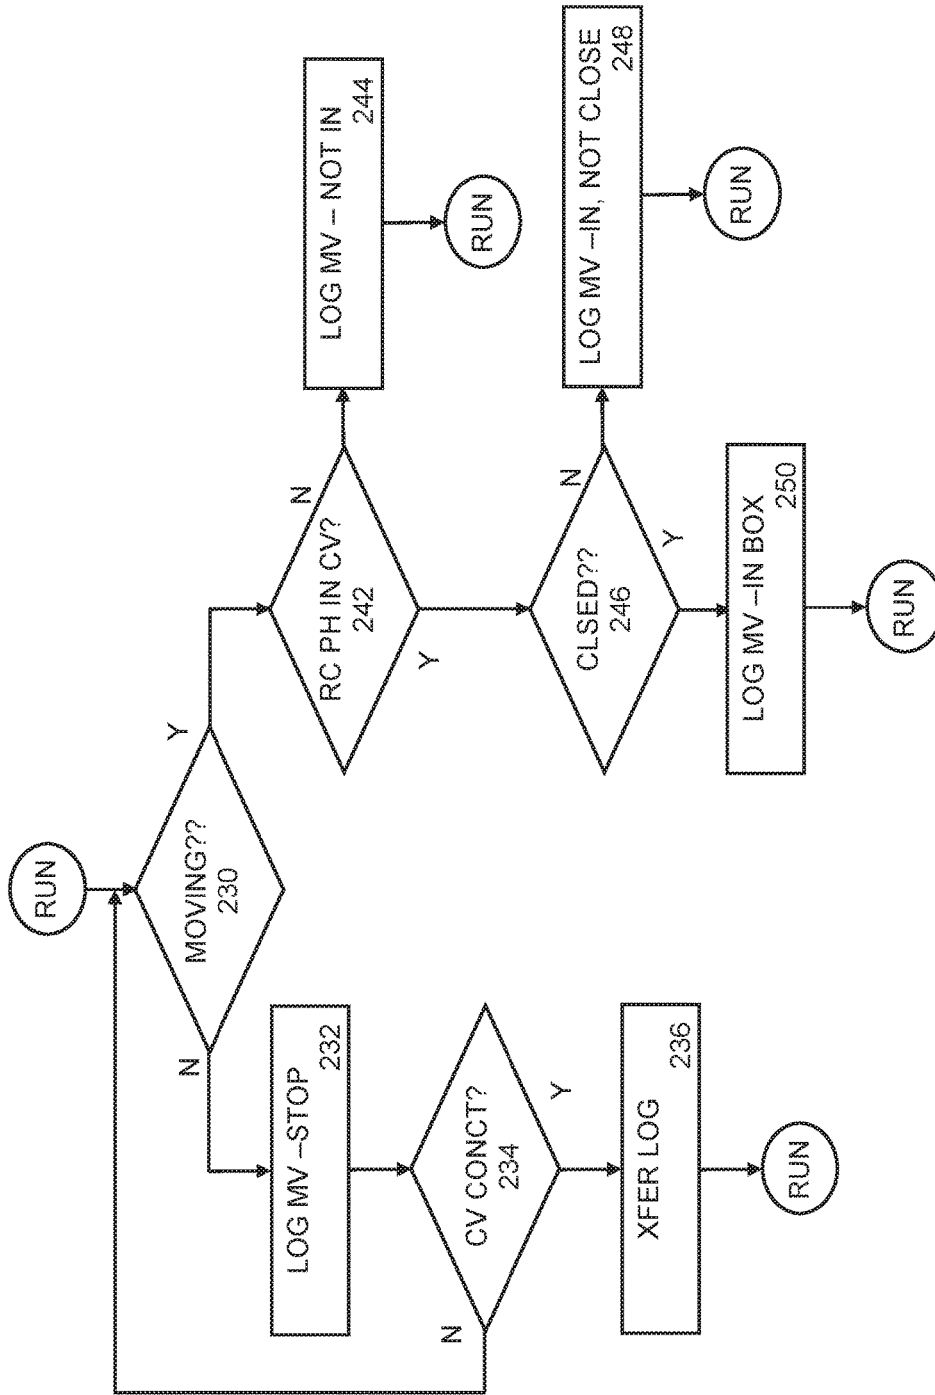 RUN
MOVING??
230
Y
N
LOG MV –STOP
232
CV CONCT?
234
N
Y
XFER LOG
236
RUN
RC PH IN CV?
242
N
Y
LOG MV – NOT IN
244
RUN
CLSED??
246
N
Y
LOG MV –IN, NOT CLOSE
248
RUN
LOG MV –IN BOX
250
RUN